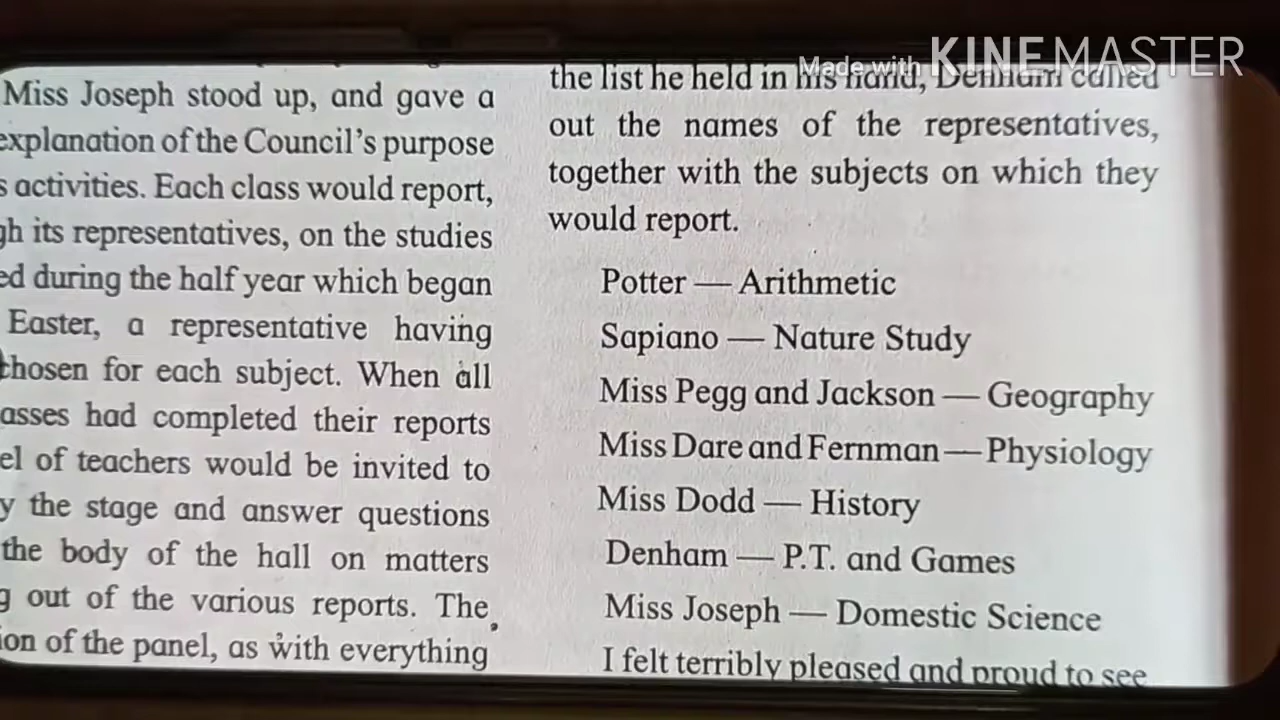 Made with KINEMASTER
Miss Joseph stood up, and gave a
explanation of the Council's purpose
activities. Each class would report,
its representatives, on the studies
during the half year which began
Easter, a representative having
chosen for each subject. When all
had completed their reports
of teachers would be invited to
the stage and answer questions
the body of the hall on matters
out of the various reports. The
of the panel, as with everything
the list he held in his hand, Denham called
out the names of the representatives,
together with the subjects on which they
would report.
Potter — Arithmetic
Sapiano — Nature Study
Miss Pegg and Jackson — Geography
Miss Dare and Fernman — Physiology
Miss Dodd — History
Denham — P.T. and Games
Miss Joseph — Domestic Science
I felt terribly pleased and proud to see